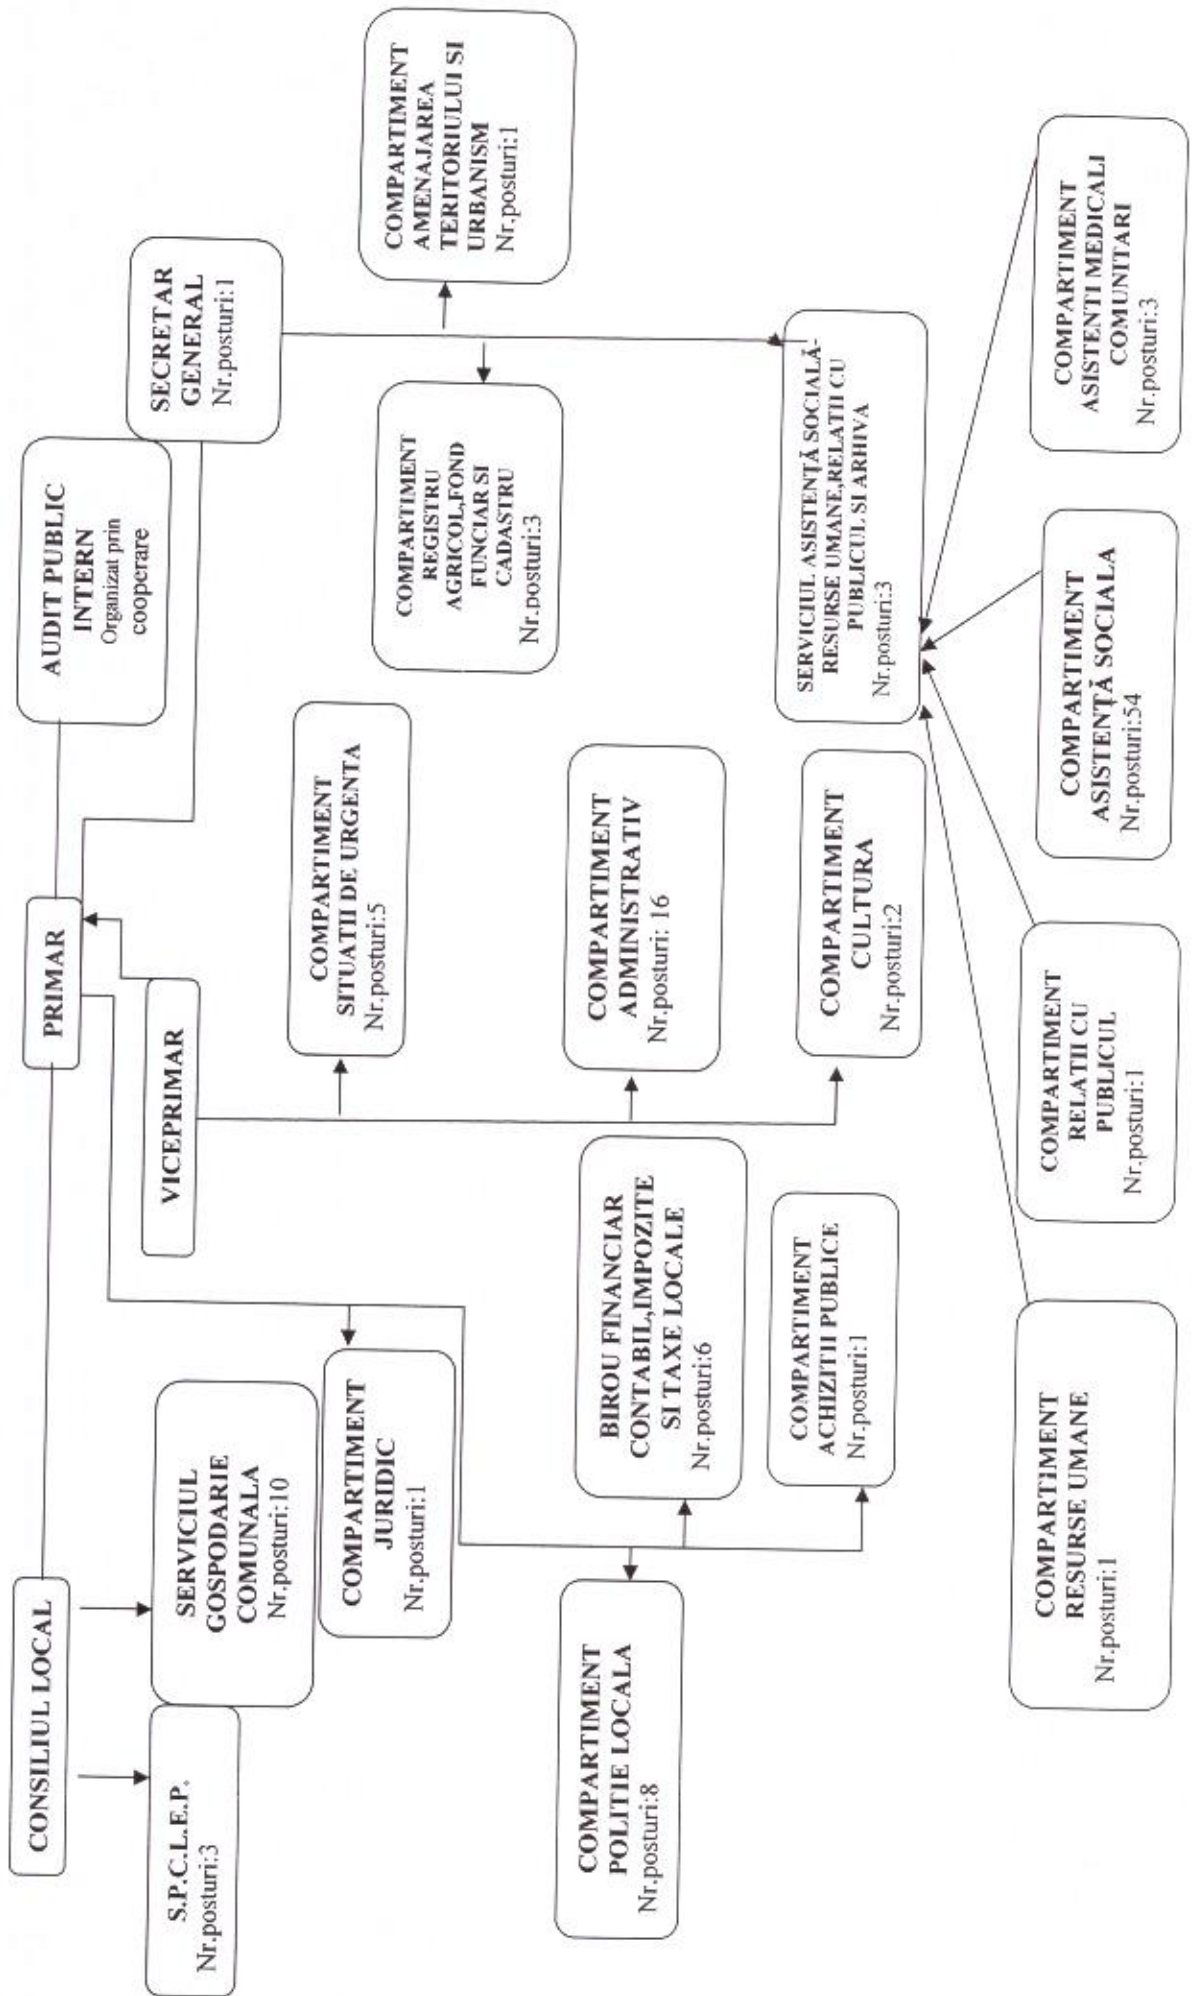 CONSILIUL LOCAL
PRIMAR
AUDIT PUBLIC
INTERN
Organizat prin
cooperare
S.P.C.L.E.P.
Nr.posturi:3
SERVICIUL
GOSPODARIE
COMUNALA
Nr.posturi:10
VICEPRIMAR
SECRETAR
GENERAL
Nr.posturi:1
COMPARTIMENT
JURIDIC
Nr.posturi:1
COMPARTIMENT
SITUATII DE URGENTA
Nr.posturi:5
COMPARTIMENT
REGISTRU
AGRICOL,FOND
FUNCIAR SI
CADASTRU
Nr.posturi:3
COMPARTIMENT
AMENAJAREA
TERITORIULUI SI
URBANISM
Nr.posturi:1
COMPARTIMENT
POLITIE LOCALA
Nr.posturi:8
BIROU FINANCIAR
CONTABIL,IMPOZITE
SI TAXE LOCALE
Nr.posturi:6
COMPARTIMENT
ADMINISTRATIV
Nr.posturi: 16
COMPARTIMENT
ACHIZITII PUBLICE
Nr.posturi:1
COMPARTIMENT
CULTURA
Nr.posturi:2
SERVICIUL ASISTENŢĂ SOCIALĂ-
RESURSE UMANE,RELATII CU
PUBLICUL SI ARHIVA
Nr.posturi:3
COMPARTIMENT
RESURSE UMANE
Nr.posturi:1
COMPARTIMENT
RELATII CU
PUBLICUL
Nr.posturi:1
COMPARTIMENT
ASISTENŢĂ SOCIALA
Nr.posturi:54
COMPARTIMENT
ASISTENTI MEDICALI
COMUNITARI
Nr.posturi:3